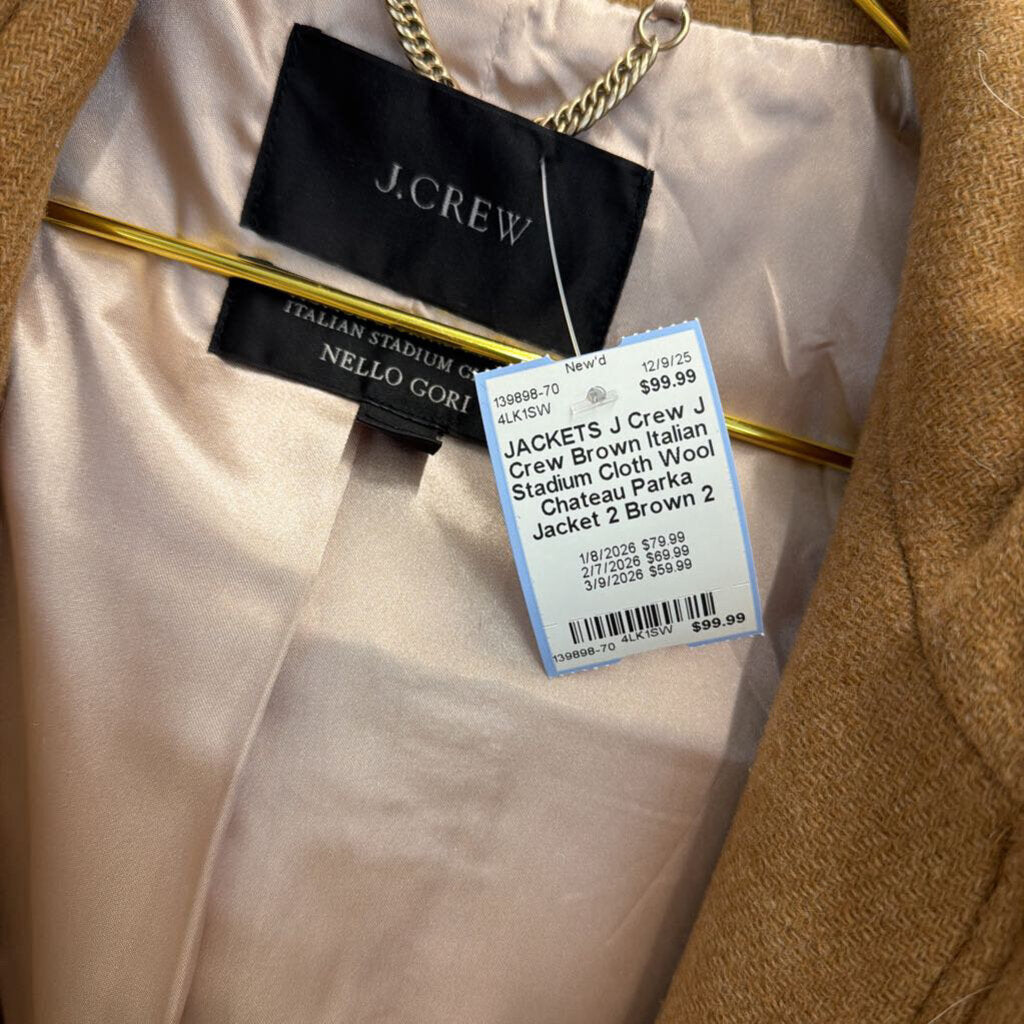 J.CREW
ITALIAN STADIUM
NELLO GORI
New'd
139898-70 12/9/25
4LK1SW $99.99
JACKETS J Crew J
Crew Brown Italian
Stadium Cloth Wool
Chateau Parka
Jacket 2 Brown 2
1/8/2026 $79.99
2/7/2026 $69.99
3/9/2026 $59.99
139898-70 4LK1SW $99.99